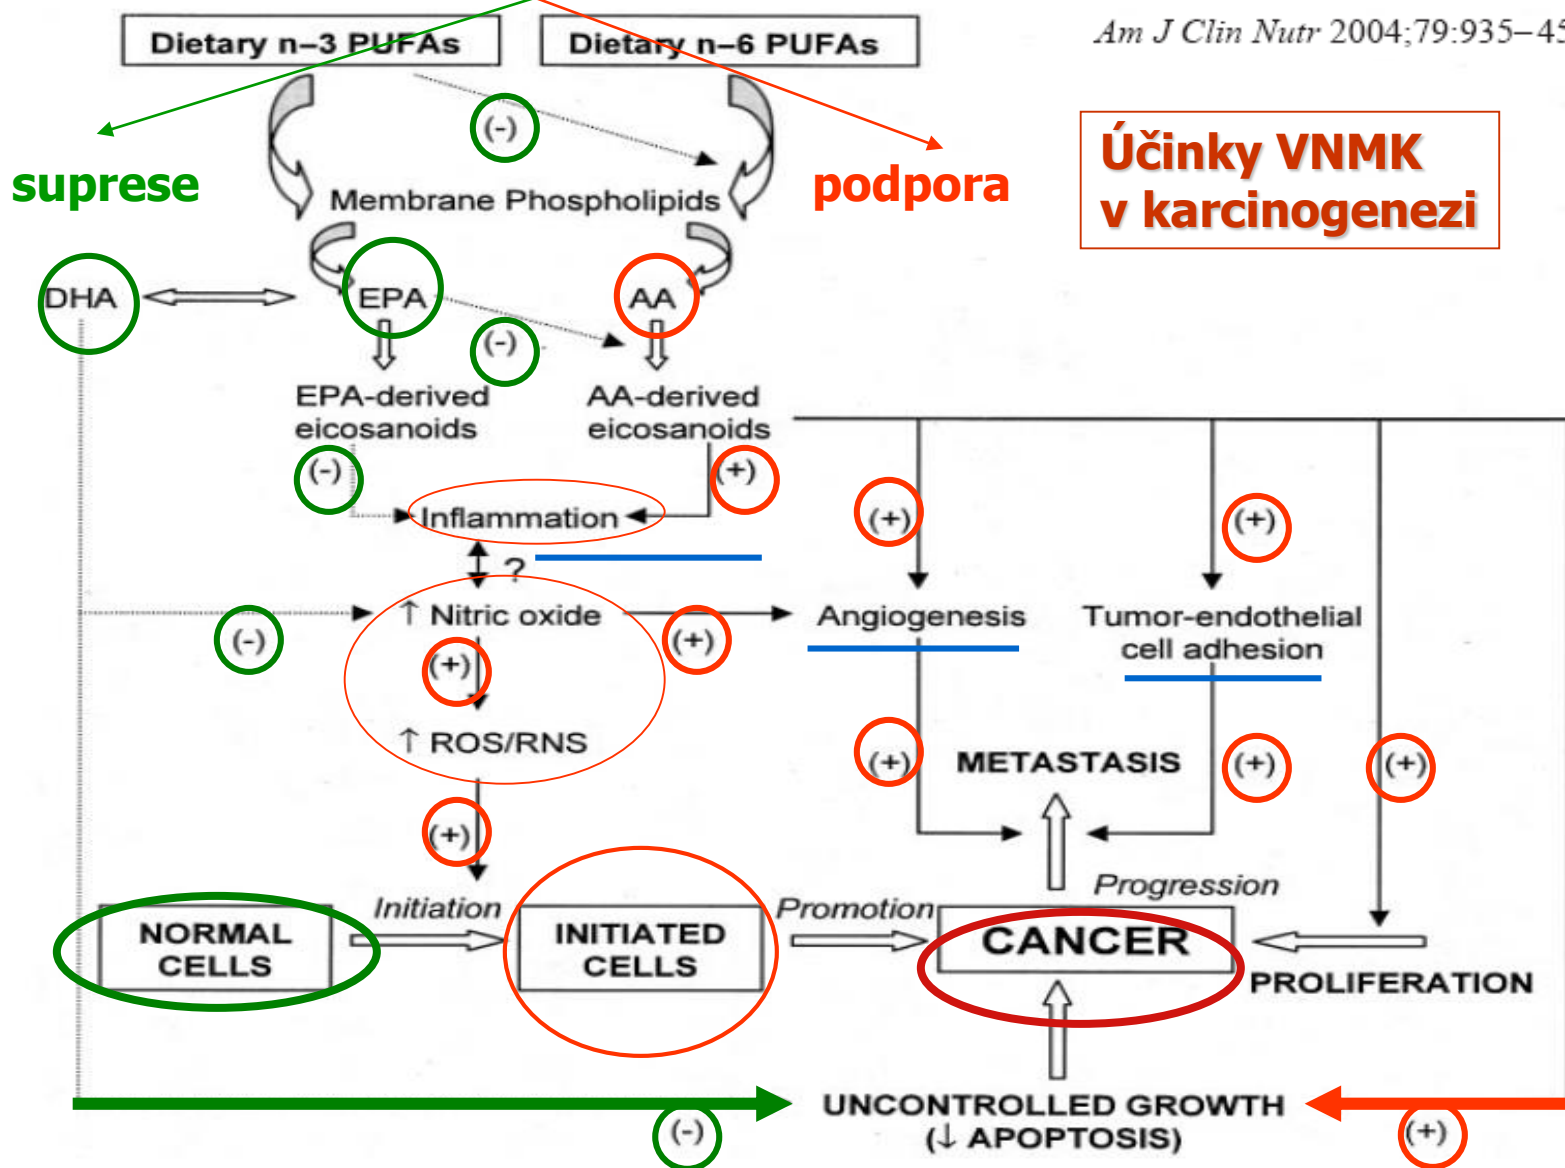 Dietary n–3 PUFAs
Dietary n–6 PUFAs
Am J Clin Nutr 2004;79:935–45
Účinky VNMK
v karcinogenezi
(-)
suprese
podpora
Membrane Phospholipids
DHA
EPA
AA
(-)
EPA-derived
eicosanoids
AA-derived
eicosanoids
(-)
(+)
Inflammation
(+)
(+)
?
↑ Nitric oxide
(-)
(+)
(+)
Angiogenesis
Tumor-endothelial
cell adhesion
↑ ROS/RNS
(+)
METASTASIS
(+)
(+)
(+)
Progression
Initiation
Promotion
NORMAL
CELLS
INITIATED
CELLS
CANCER
PROLIFERATION
UNCONTROLLED GROWTH
(↓ APOPTOSIS)
(-)
(+)